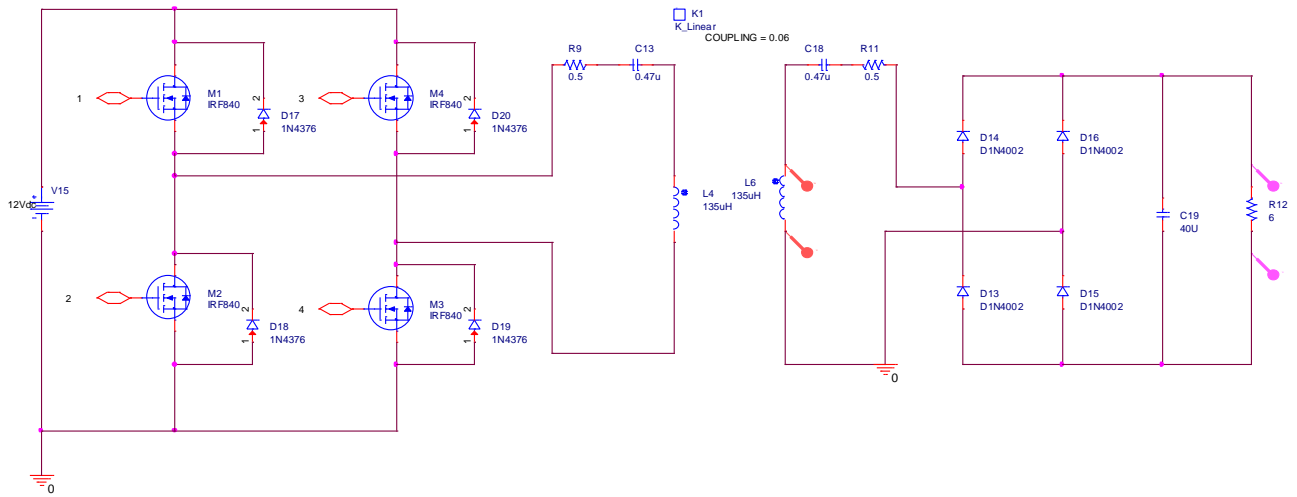 K1
K_Linear
COUPLING = 0.06
R9
0.5
C13
0.47u
C18
0.47u
R11
0.5
1
M1
IRF840
2
1
D17
1N4376
3
M4
IRF840
2
1
D20
1N4376
D14
D1N4002
D16
D1N4002
V15
12Vdc
+
-
L4
135uH
L6
135uH
C19
40U
R12
6
2
M2
IRF840
2
1
D18
1N4376
4
M3
IRF840
2
1
D19
1N4376
D13
D1N4002
D15
D1N4002
0
0